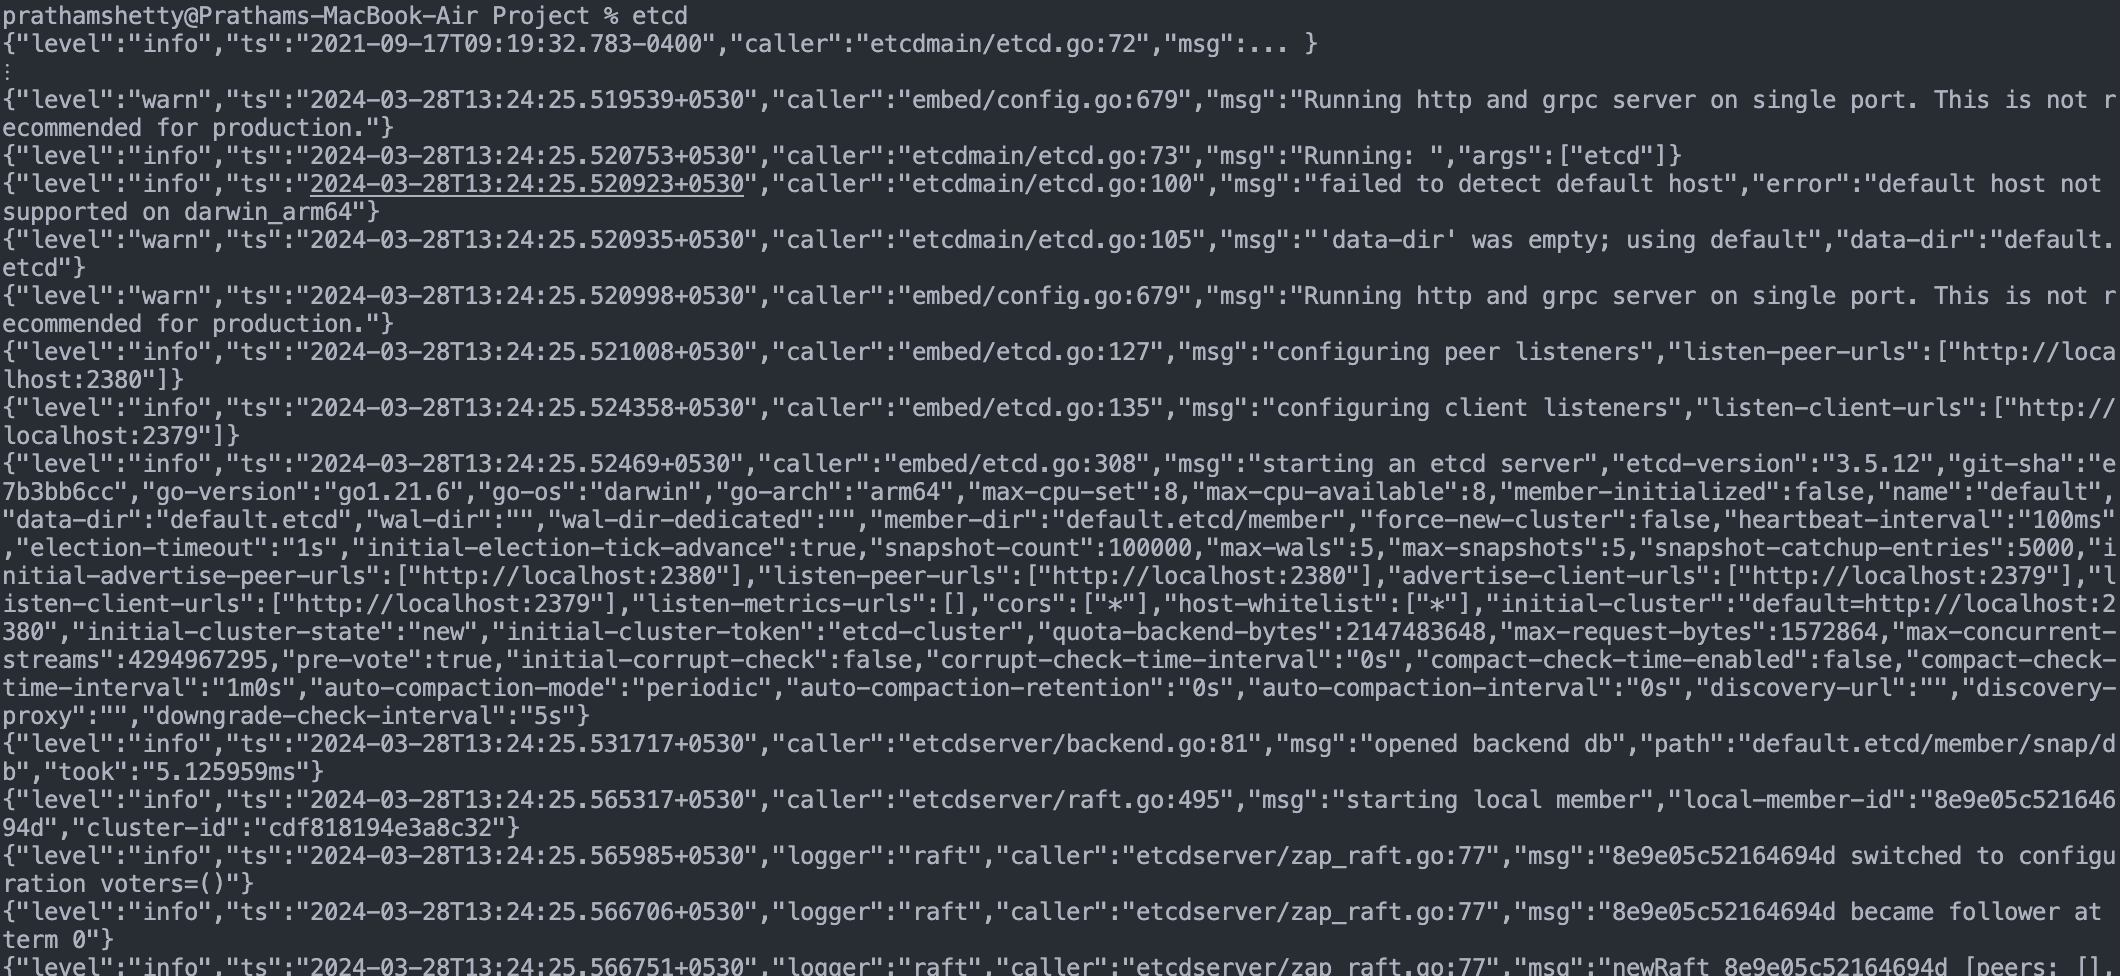 prathamshetty@Prathams-MacBook-Air Project % etcd
{"level":"info","ts":"2021-09-17T09:19:32.783-0400","caller":"etcdmain/etcd.go:72","msg":... }
⋮
{"level":"warn","ts":"2024-03-28T13:24:25.519539+0530","caller":"embed/config.go:679","msg":"Running http and grpc server on single port. This is not r
ecommended for production."}
{"level":"info","ts":"2024-03-28T13:24:25.520753+0530","caller":"etcdmain/etcd.go:73","msg":"Running: ","args":["etcd"]}
{"level":"info","ts":"2024-03-28T13:24:25.520923+0530","caller":"etcdmain/etcd.go:100","msg":"failed to detect default host","error":"default host not 
supported on darwin_arm64"}
{"level":"warn","ts":"2024-03-28T13:24:25.520935+0530","caller":"etcdmain/etcd.go:105","msg":"'data-dir' was empty; using default","data-dir":"default.
etcd"}
{"level":"warn","ts":"2024-03-28T13:24:25.520998+0530","caller":"embed/config.go:679","msg":"Running http and grpc server on single port. This is not r
ecommended for production."}
{"level":"info","ts":"2024-03-28T13:24:25.521008+0530","caller":"embed/etcd.go:127","msg":"configuring peer listeners","listen-peer-urls":["http://loca
lhost:2380"]}
{"level":"info","ts":"2024-03-28T13:24:25.524358+0530","caller":"embed/etcd.go:135","msg":"configuring client listeners","listen-client-urls":["http://
localhost:2379"]}
{"level":"info","ts":"2024-03-28T13:24:25.52469+0530","caller":"embed/etcd.go:308","msg":"starting an etcd server","etcd-version":"3.5.12","git-sha":"e
7b3bb6cc","go-version":"go1.21.6","go-os":"darwin","go-arch":"arm64","max-cpu-set":8,"max-cpu-available":8,"member-initialized":false,"name":"default",
"data-dir":"default.etcd","wal-dir":"","wal-dir-dedicated":"","member-dir":"default.etcd/member","force-new-cluster":false,"heartbeat-interval":"100ms"
,"election-timeout":"1s","initial-election-tick-advance":true,"snapshot-count":100000,"max-wals":5,"max-snapshots":5,"snapshot-catchup-entries":5000,"i
nitial-advertise-peer-urls":["http://localhost:2380"],"listen-peer-urls":["http://localhost:2380"],"advertise-client-urls":["http://localhost:2379"],"l
isten-client-urls":["http://localhost:2379"],"listen-metrics-urls":[],"cors":["*"],"host-whitelist":["*"],"initial-cluster":"default=http://localhost:2
380","initial-cluster-state":"new","initial-cluster-token":"etcd-cluster","quota-backend-bytes":2147483648,"max-request-bytes":1572864,"max-concurrent-
streams":4294967295,"pre-vote":true,"initial-corrupt-check":false,"corrupt-check-time-interval":"0s","compact-check-time-enabled":false,"compact-check-
time-interval":"1m0s","auto-compaction-mode":"periodic","auto-compaction-retention":"0s","auto-compaction-interval":"0s","discovery-url":"","discovery-
proxy":"","downgrade-check-interval":"5s"}
{"level":"info","ts":"2024-03-28T13:24:25.531717+0530","caller":"etcdserver/backend.go:81","msg":"opened backend db","path":"default.etcd/member/snap/d
b","took":"5.125959ms"}
{"level":"info","ts":"2024-03-28T13:24:25.565317+0530","caller":"etcdserver/raft.go:495","msg":"starting local member","local-member-id":"8e9e05c521646
94d","cluster-id":"cdf818194e3a8c32"}
{"level":"info","ts":"2024-03-28T13:24:25.565985+0530","logger":"raft","caller":"etcdserver/zap_raft.go:77","msg":"8e9e05c52164694d switched to configu
ration voters=()"}
{"level":"info","ts":"2024-03-28T13:24:25.566706+0530","logger":"raft","caller":"etcdserver/zap_raft.go:77","msg":"8e9e05c52164694d became follower at 
term 0"}
{"level":"info","ts":"2024-03-28T13:24:25.566751+0530","logger":"raft","caller":"etcdserver/zap_raft.go:77","msg":"newRaft 8e9e05c52164694d [peers: [],